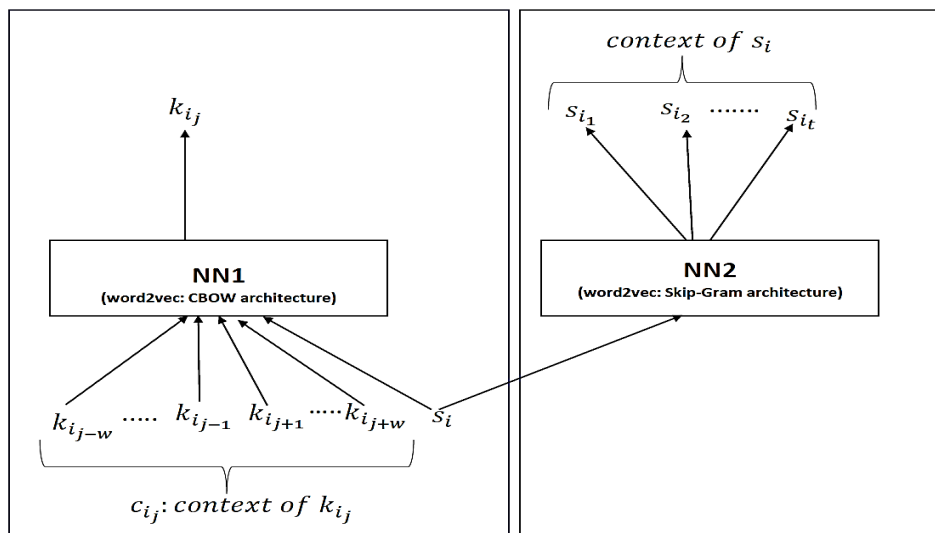 k_{i_j}
NN1
(word2vec: CBOW architecture)
k_{i_{j-w}} ..... k_{i_{j-1}} k_{i_{j+1}} ..... k_{i_{j+w}} s_i
c_{i_j}: context of k_{i_j}
context of s_i
s_{i_1} s_{i_2} ....... s_{i_t}
NN2
(word2vec: Skip-Gram architecture)